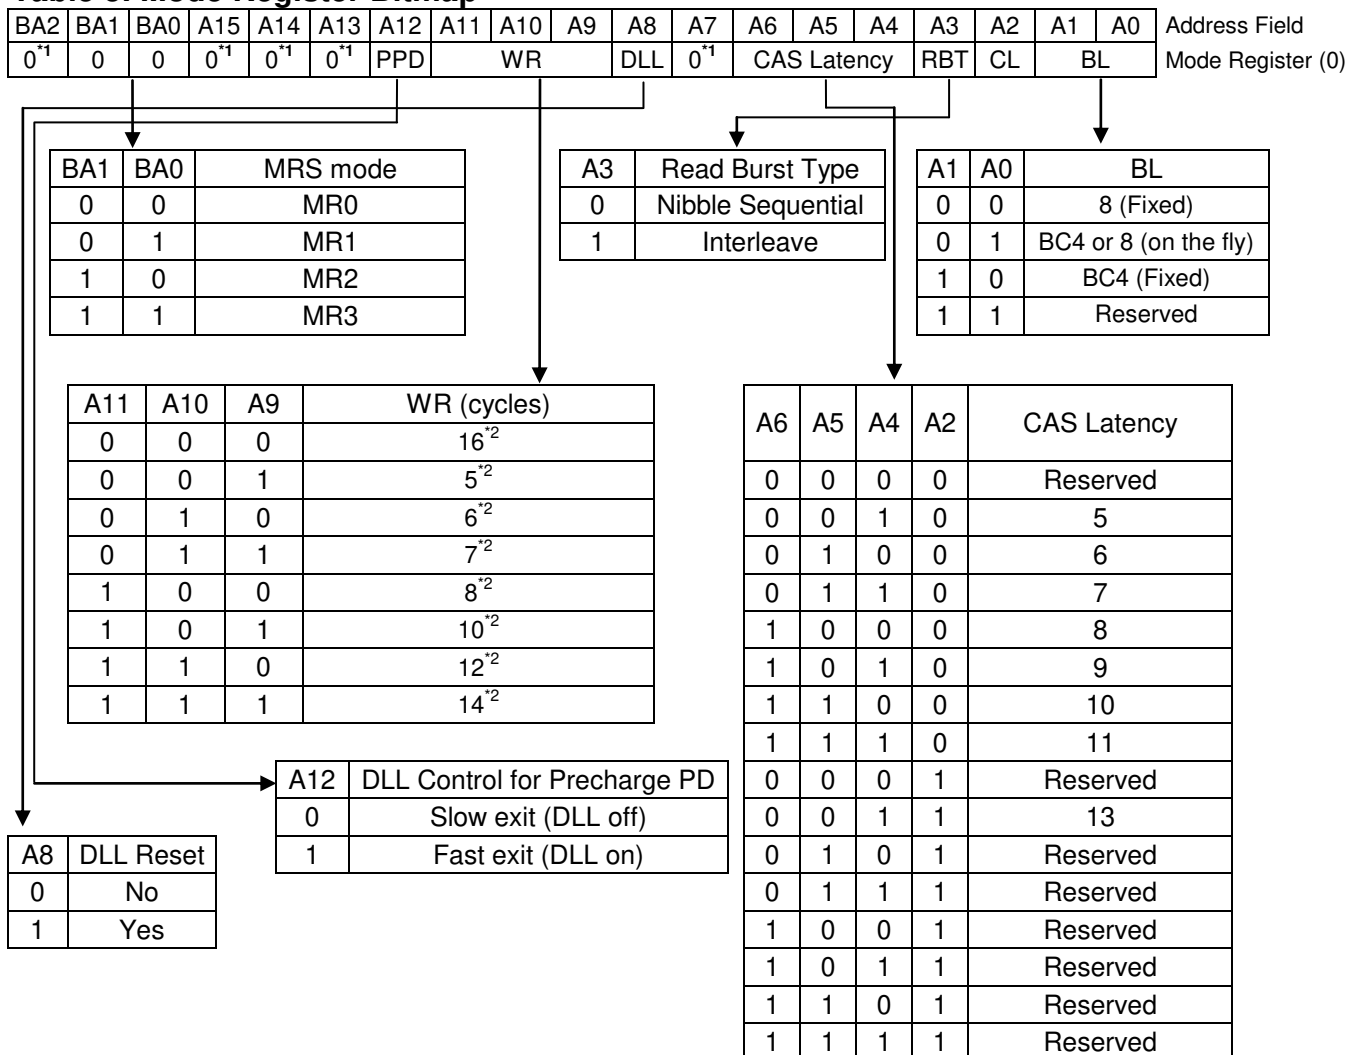 Table 8. Mode Register Bitmap
BA2 BA1 BA0 A15 A14 A13 A12 A11 A10 A9 A8 A7 A6 A5 A4 A3 A2 A1 A0 Address Field
0*1 0 0 0*1 0*1 0*1 PPD WR DLL 0*1 CAS Latency RBT CL BL Mode Register (0)
BA1 BA0 MRS mode
0 0 MR0
0 1 MR1
1 0 MR2
1 1 MR3
A3 Read Burst Type
0 Nibble Sequential
1 Interleave
A1 A0 BL
0 0 8 (Fixed)
0 1 BC4 or 8 (on the fly)
1 0 BC4 (Fixed)
1 1 Reserved
A11 A10 A9 WR (cycles)
0 0 0 16*2
0 0 1 5*2
0 1 0 6*2
0 1 1 7*2
1 0 0 8*2
1 0 1 10*2
1 1 0 12*2
1 1 1 14*2
A6 A5 A4 A2 CAS Latency
0 0 0 0 Reserved
0 0 1 0 5
0 1 0 0 6
0 1 1 0 7
1 0 0 0 8
1 0 1 0 9
1 1 0 0 10
1 1 1 0 11
0 0 0 1 Reserved
0 0 1 1 13
0 1 0 1 Reserved
0 1 1 1 Reserved
1 0 0 1 Reserved
1 0 1 1 Reserved
1 1 0 1 Reserved
1 1 1 1 Reserved
A12 DLL Control for Precharge PD
0 Slow exit (DLL off)
1 Fast exit (DLL on)
A8 DLL Reset
0 No
1 Yes